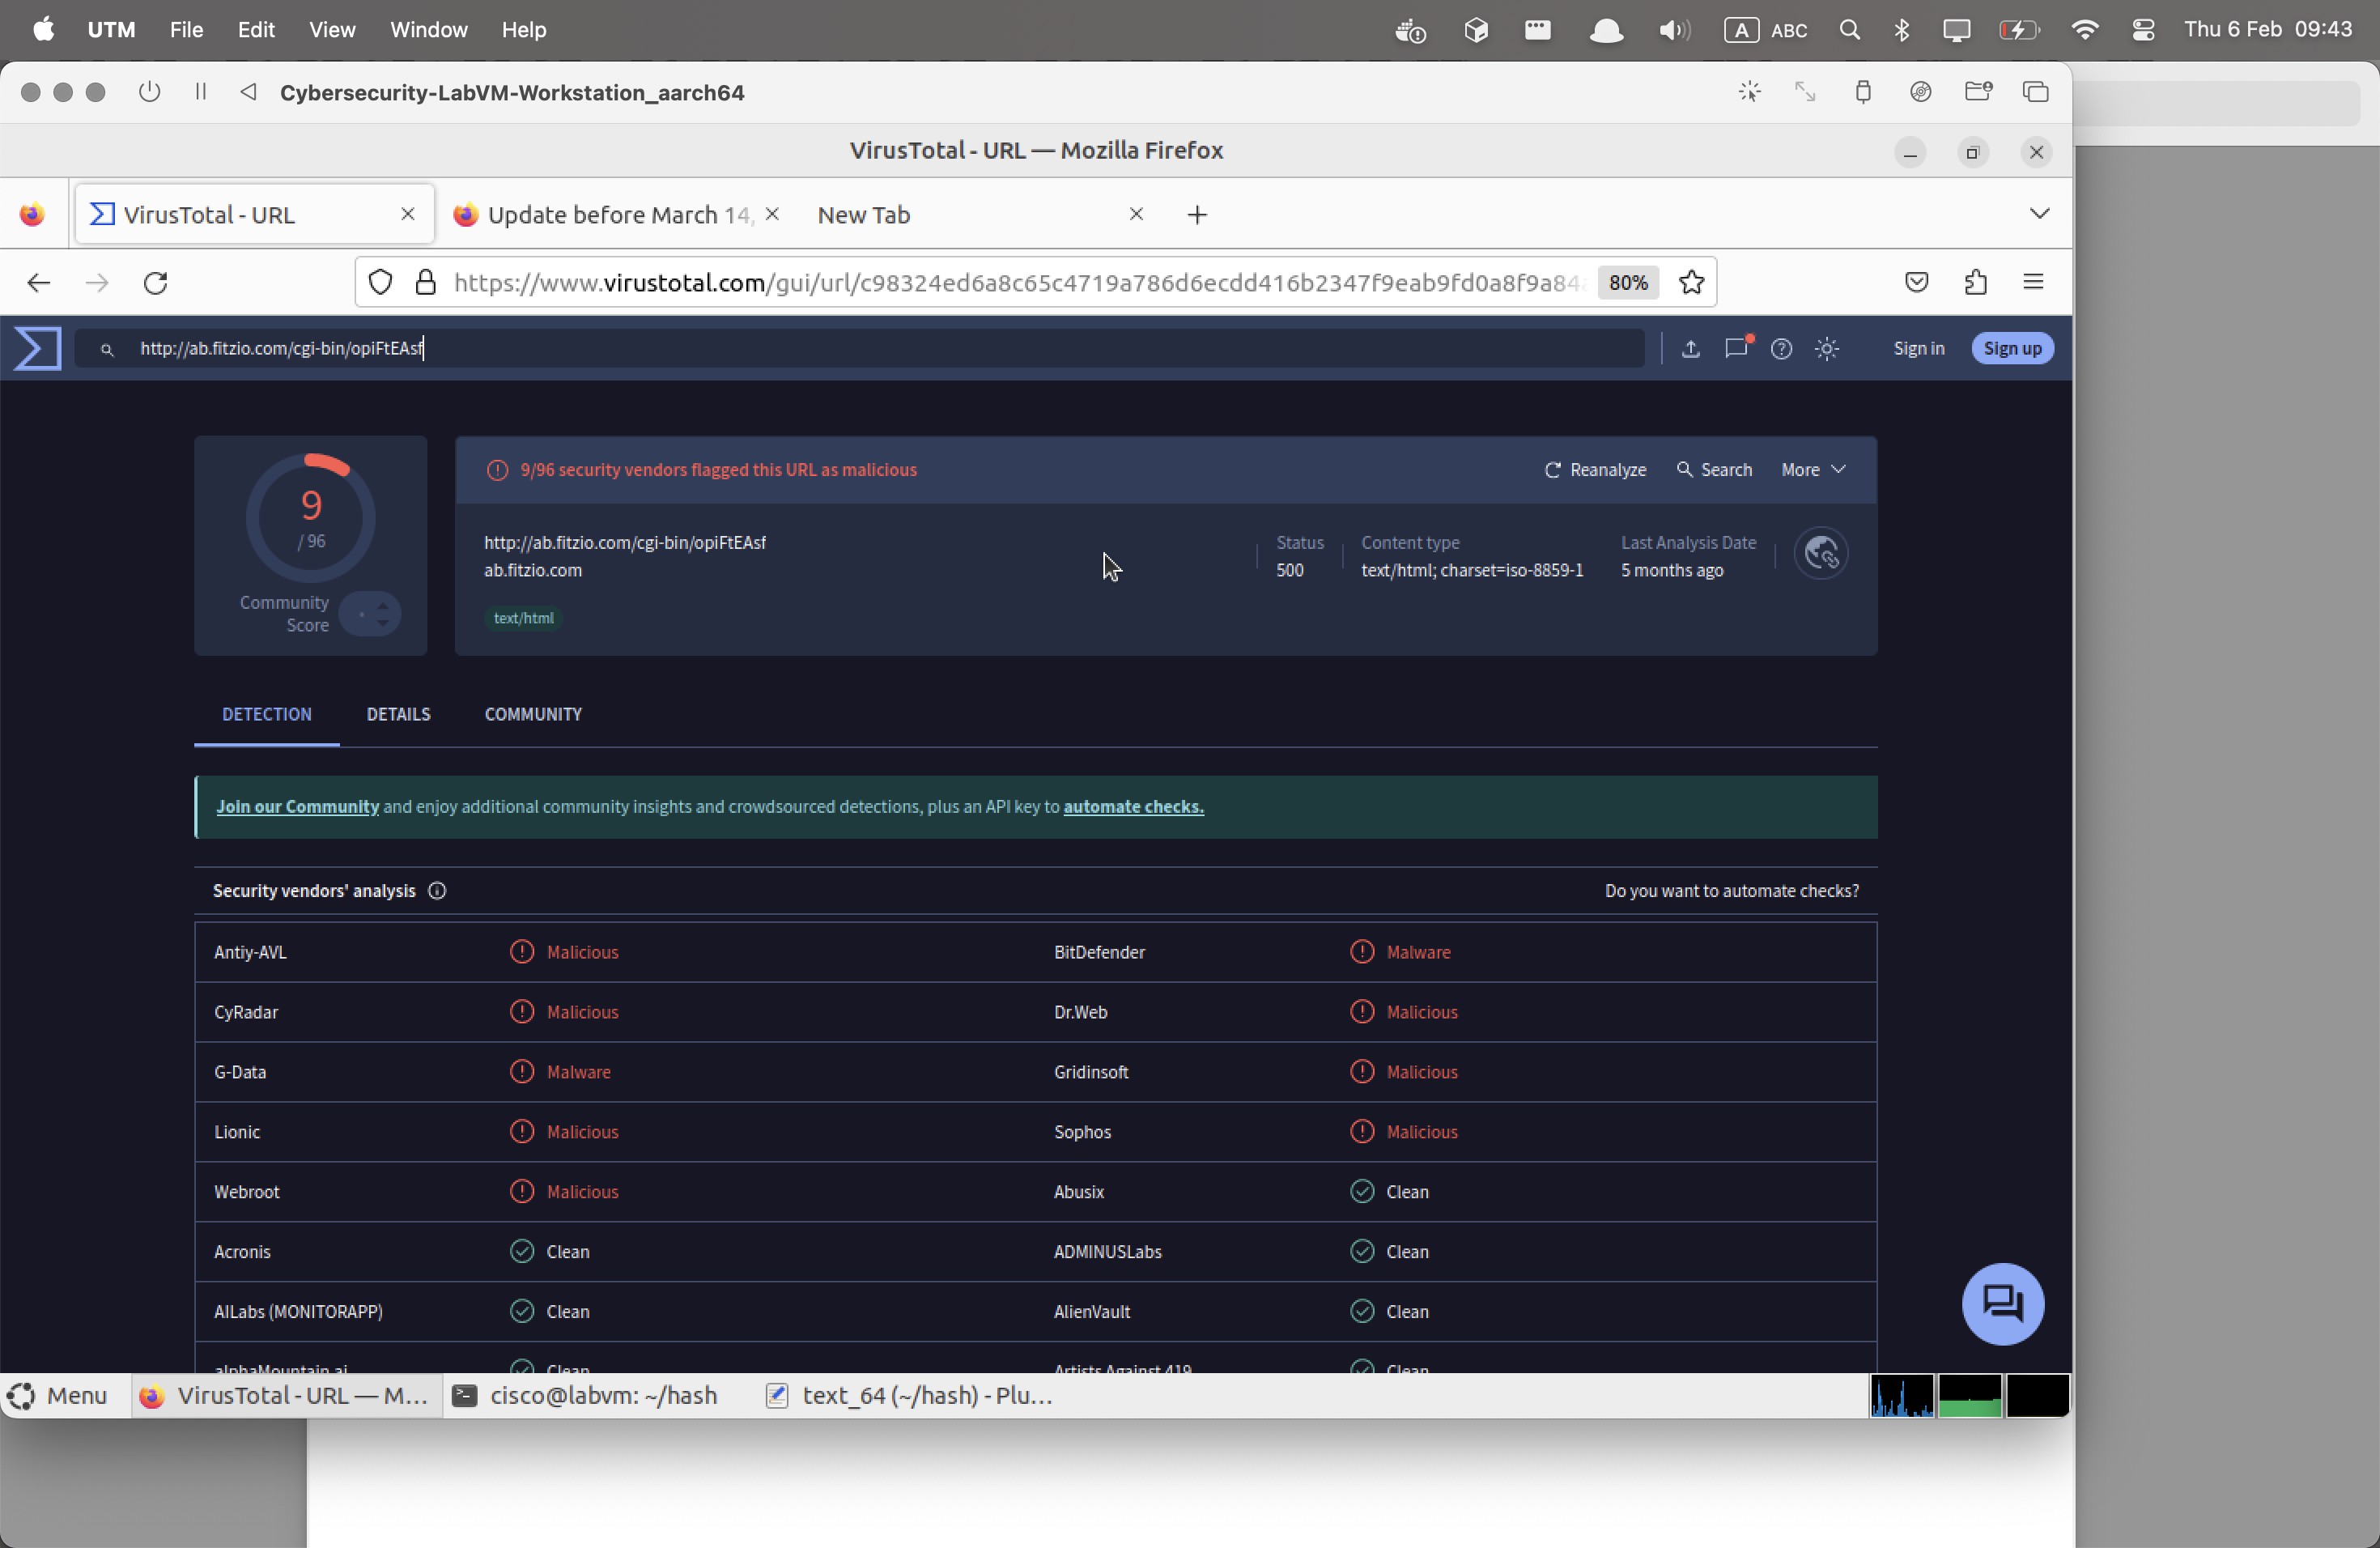 UTM File Edit View Window Help A ABC Thu 6 Feb 09:43
Cybersecurity-LabVM-Workstation_aarch64
VirusTotal - URL — Mozilla Firefox
VirusTotal - URL Update before March 14, New Tab
https://www.virustotal.com/gui/url/c98324ed6a8c65c4719a786d6ecdd416b2347f9eab9fd0a8f9a84 80%
http://ab.fitzio.com/cgi-bin/opiFtEAsf Sign in Sign up
9/96 security vendors flagged this URL as malicious Reanalyze Search More
9
/ 96
Community
Score
http://ab.fitzio.com/cgi-bin/opiFtEAsf
ab.fitzio.com
text/html
Status
500
Content type
text/html; charset=iso-8859-1
Last Analysis Date
5 months ago
DETECTION DETAILS COMMUNITY
Join our Community and enjoy additional community insights and crowdsourced detections, plus an API key to automate checks.
Security vendors' analysis Do you want to automate checks?
Antiy-AVL Malicious BitDefender Malware
CyRadar Malicious Dr.Web Malicious
G-Data Malware Gridinsoft Malicious
Lionic Malicious Sophos Malicious
Webroot Malicious Abusix Clean
Acronis Clean ADMINUSLabs Clean
AILabs (MONITORAPP) Clean AlienVault Clean
alphaMountain.ai Clean Artists Against 419 Clean
Menu VirusTotal - URL — M... cisco@labvm: ~/hash text_64 (~/hash) - Plu...